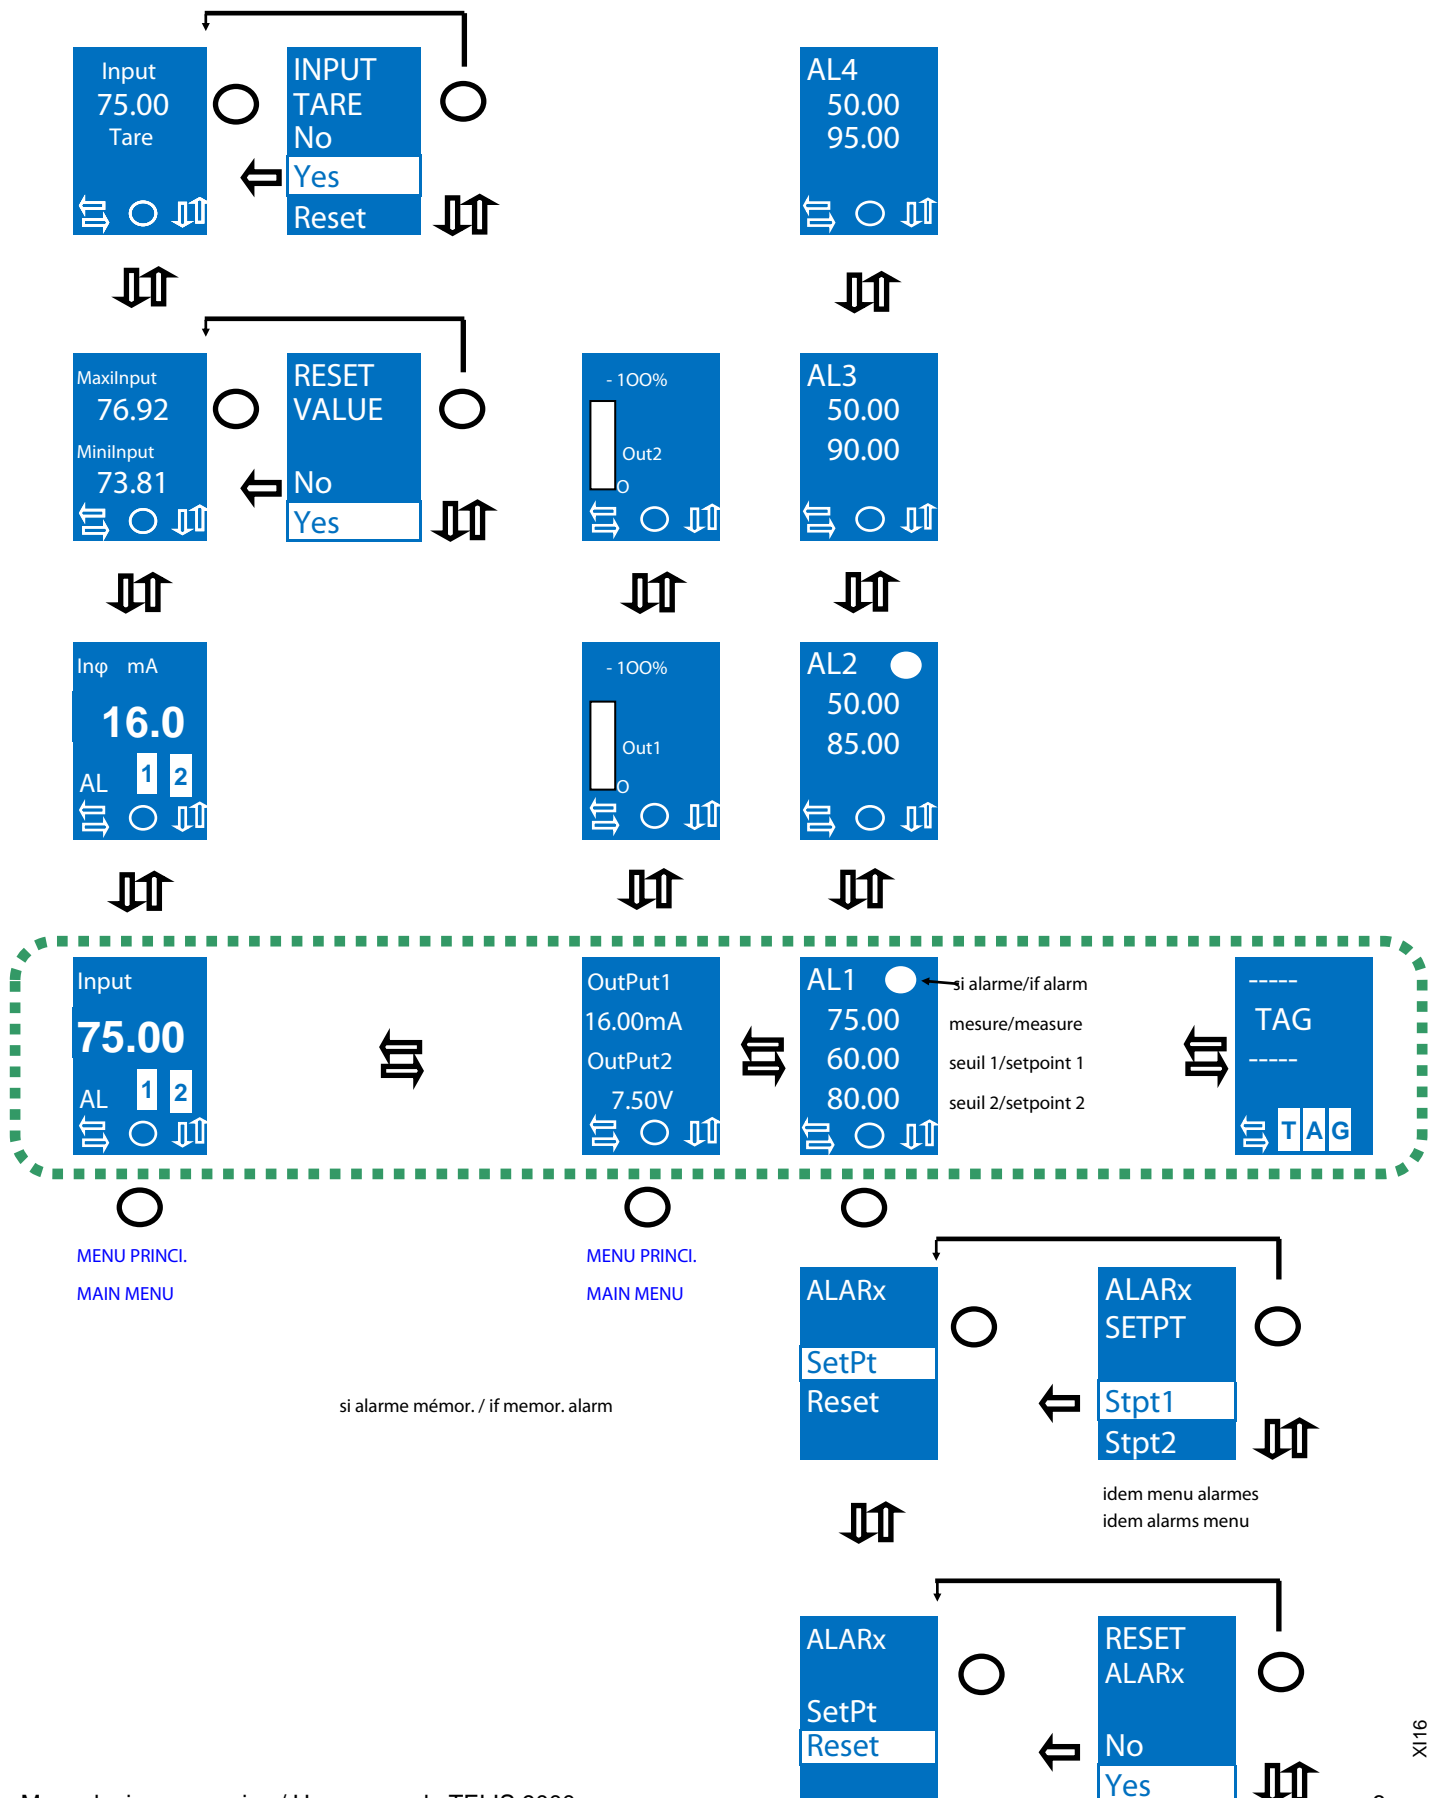 Input
75.00
Tare
INPUT
TARE
No
Yes
Reset
AL4
50.00
95.00
MaxiInput
76.92
MiniInput
73.81
RESET
VALUE
No
Yes
- 1OO%
Out2
O
AL3
50.00
90.00
Inφ mA
16.0
AL 1 2
- 1OO%
Out1
O
AL2
50.00
85.00
Input
75.00
AL 1 2
OutPut1
16.00mA
OutPut2
7.50V
AL1
75.00
60.00
80.00
si alarme/if alarm
mesure/measure
seuil 1/setpoint 1
seuil 2/setpoint 2
-----
TAG
-----
TAG
MENU PRINCI.
MAIN MENU
MENU PRINCI.
MAIN MENU
si alarme mémor. / if memor. alarm
ALARx
SetPt
Reset
ALARx
SETPT
Stpt1
Stpt2
idem menu alarmes
idem alarms menu
ALARx
SetPt
Reset
RESET
ALARx
No
Yes
XI16